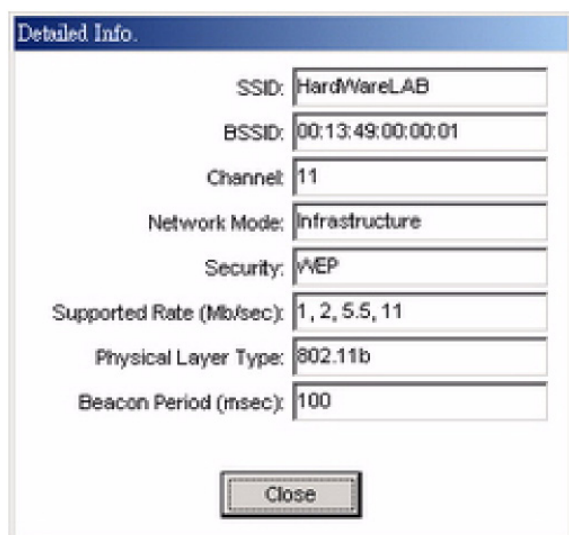 Detailed Info.
SSID: HardWareLAB
BSSID: 00:13:49:00:00:01
Channel: 11
Network Mode: Infrastructure
Security: WEP
Supported Rate (Mb/sec): 1, 2, 5.5, 11
Physical Layer Type: 802.11b
Beacon Period (msec): 100
Close